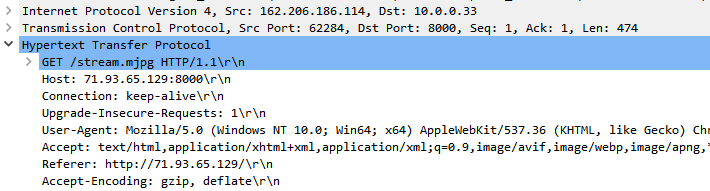 Internet Protocol Version 4, Src: 162.206.186.114, Dst: 10.0.0.33
Transmission Control Protocol, Src Port: 62284, Dst Port: 8000, Seq: 1, Ack: 1, Len: 474
Hypertext Transfer Protocol
GET /stream.mjpg HTTP/1.1\r\n
Host: 71.93.65.129:8000\r\n
Connection: keep-alive\r\n
Upgrade-Insecure-Requests: 1\r\n
User-Agent: Mozilla/5.0 (Windows NT 10.0; Win64; x64) AppleWebKit/537.36 (KHTML, like Gecko) Chr
Accept: text/html,application/xhtml+xml,application/xml;q=0.9,image/avif,image/webp,image/apng,*
Referer: http://71.93.65.129/\r\n
Accept-Encoding: gzip, deflate\r\n